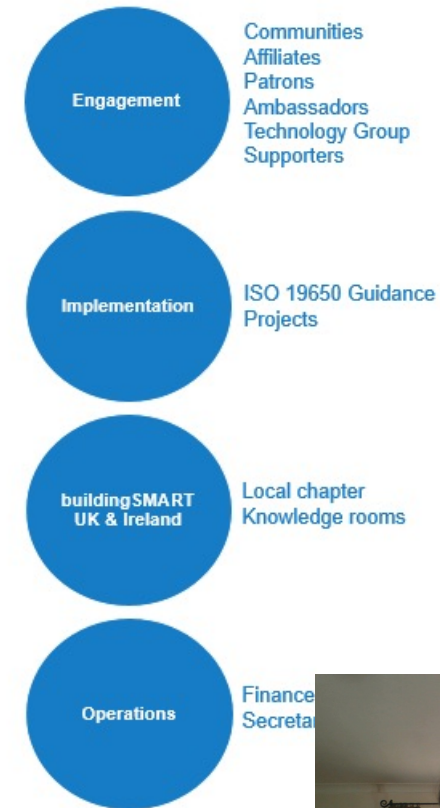 Engagement
Communities
Affiliates
Patrons
Ambassadors
Technology Group
Supporters
Implementation
ISO 19650 Guidance
Projects
buildingSMART
UK & Ireland
Local chapter
Knowledge rooms
Operations
Finance